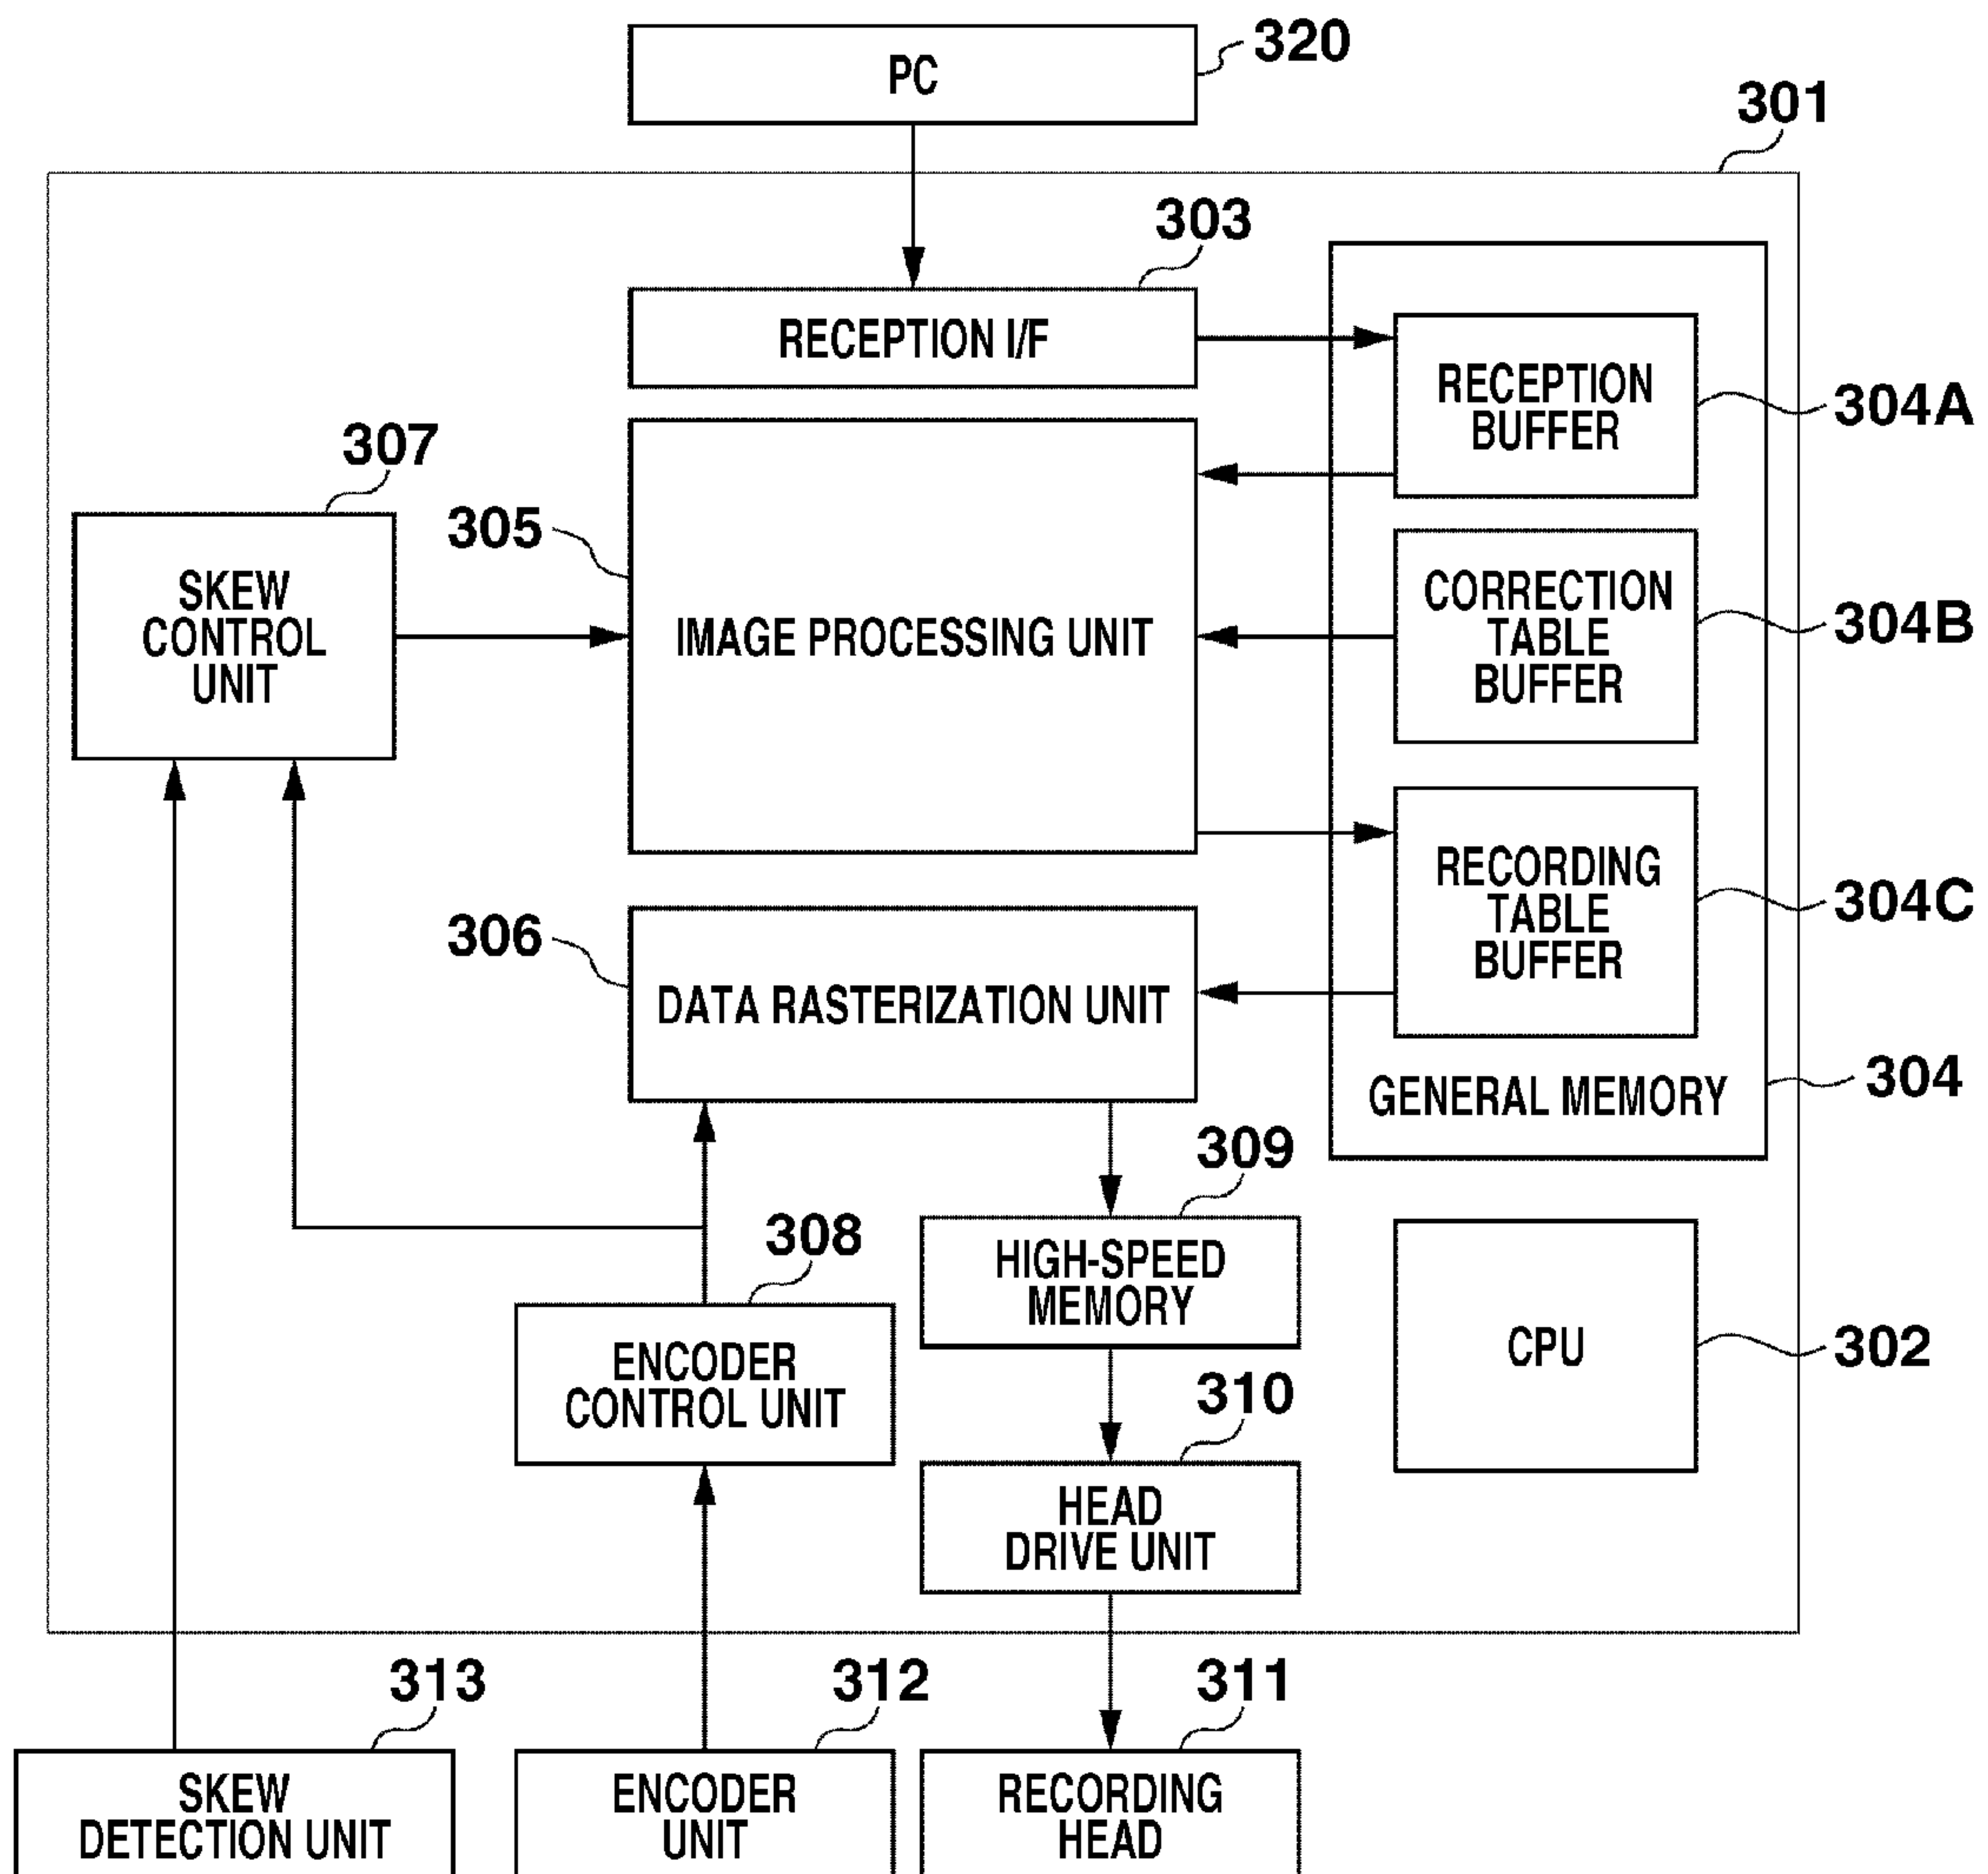 PC
320
301
303
RECEPTION I/F
RECEPTION
BUFFER
304A
307
305
SKEW
CONTROL
UNIT
IMAGE PROCESSING UNIT
CORRECTION
TABLE
BUFFER
304B
RECORDING
TABLE
BUFFER
304C
306
DATA RASTERIZATION UNIT
GENERAL MEMORY
304
309
308
HIGH-SPEED
MEMORY
ENCODER
CONTROL UNIT
CPU
302
310
HEAD
DRIVE UNIT
313
312
311
SKEW
DETECTION UNIT
ENCODER
UNIT
RECORDING
HEAD